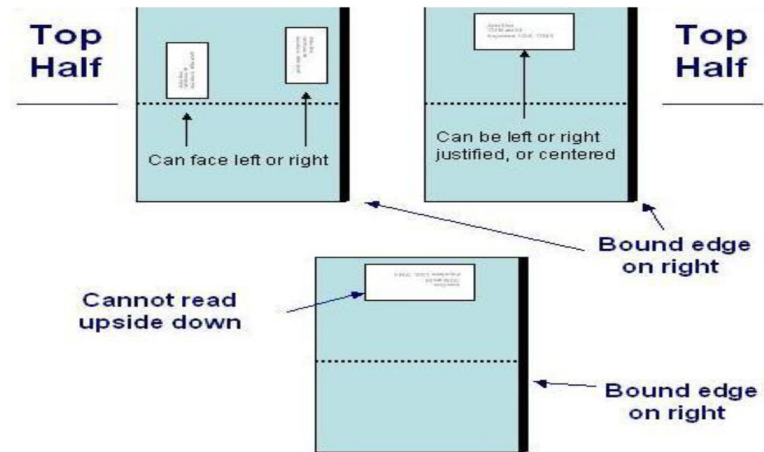 Top
Half
Can face left or right
Can be left or right
justified, or centered
Top
Half
Bound edge
on right
Cannot read
upside down
Bound edge
on right